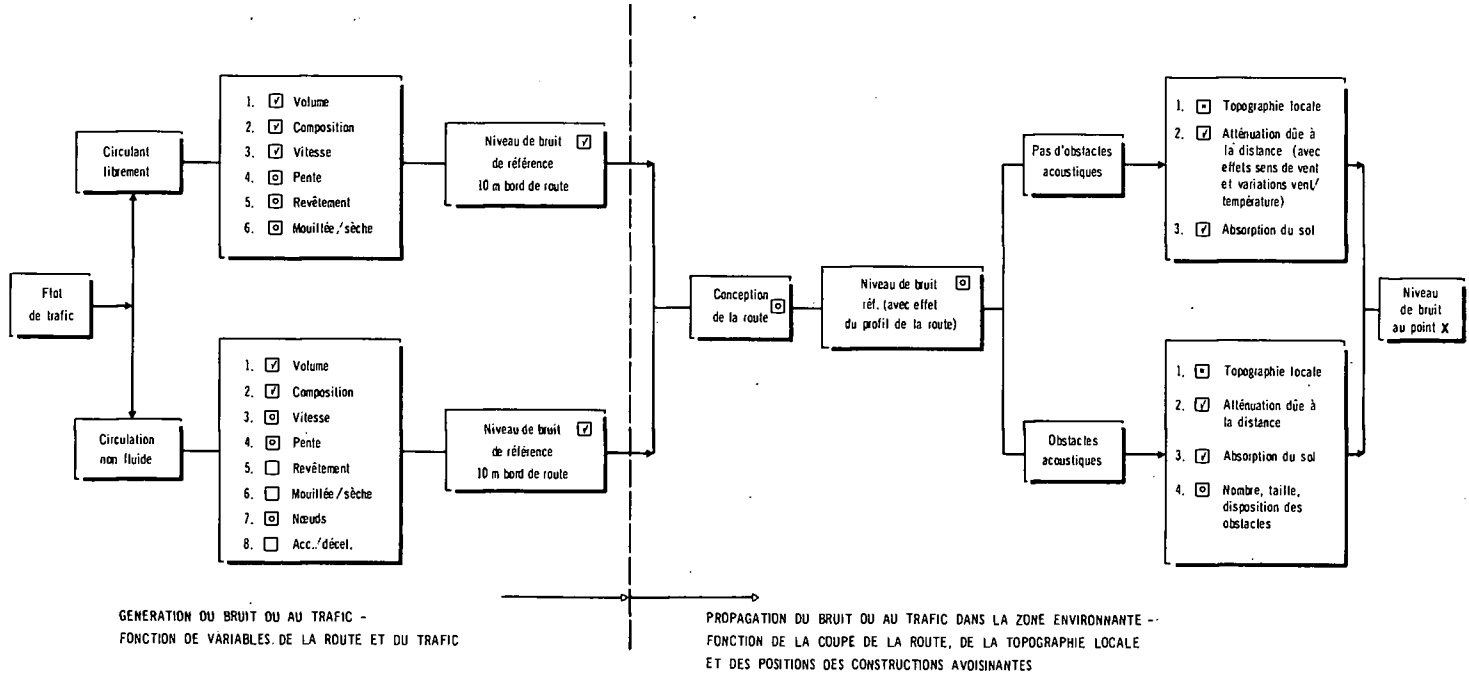 Flot
de trafic
Circulant
librement
1. Volume
2. Composition
3. Vitesse
4. Pente
5. Revêtement
6. Mouillée/sèche
Niveau de bruit
de référence
10 m bord de route
Circulation
non fluide
1. Volume
2. Composition
3. Vitesse
4. Pente
5. Revêtement
6. Mouillée/sèche
7. Nœuds
8. Acc./décel.
Niveau de bruit
de référence
10 m bord de route
Conception
de la route
Niveau de bruit
réf. (avec effet
du profil de la route)
Pas d'obstacles
acoustiques
1. Topographie locale
2. Atténuation dûe à
la distance (avec
effets sens de vent
et variations vent/
température)
3. Absorption du sol
Obstacles
acoustiques
1. Topographie locale
2. Atténuation dûe à
la distance
3. Absorption du sol
4. Nombre, taille,
disposition des
obstacles
Niveau
de bruit
au point X
GENERATION OU BRUIT OU AU TRAFIC -
FONCTION DE VARIABLES. DE LA ROUTE ET DU TRAFIC
PROPAGATION DU BRUIT OU AU TRAFIC DANS LA ZONE ENVIRONNANTE -
FONCTION DE LA COUPE DE LA ROUTE, DE LA TOPOGRAPHIE LOCALE
ET DES POSITIONS DES CONSTRUCTIONS AVOISINANTES